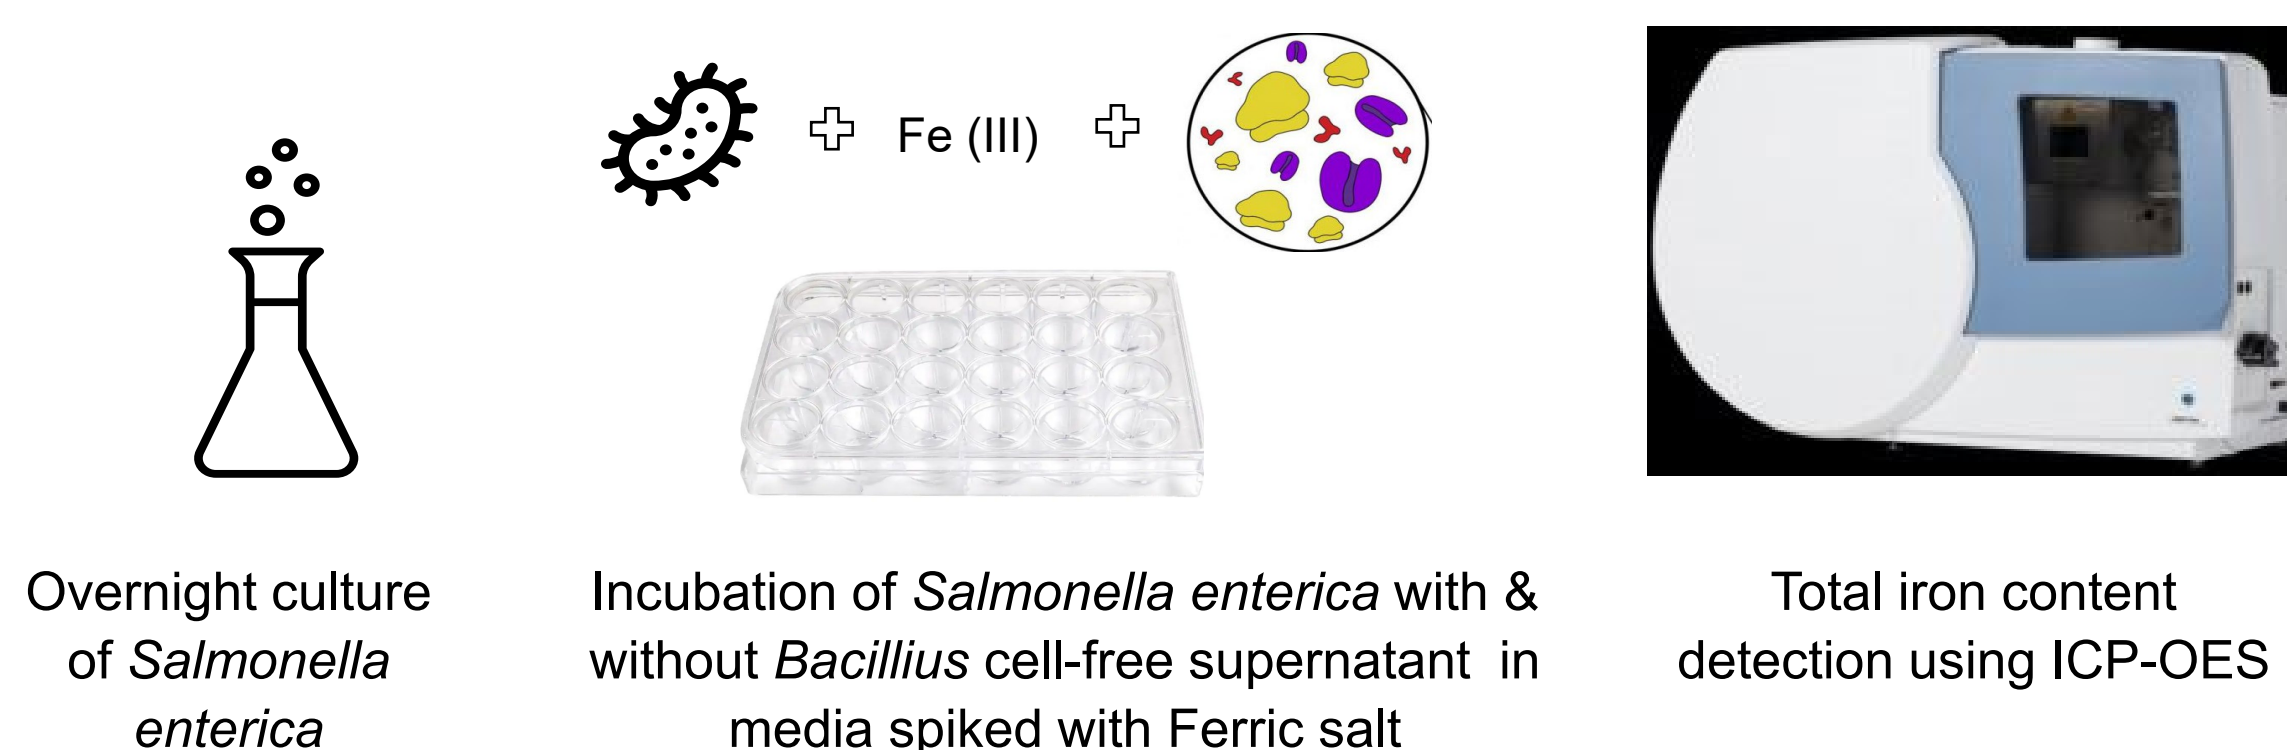 Fe (III)
Overnight culture
of Salmonella
enterica
Incubation of Salmonella enterica with &
without Bacillius cell-free supernatant in
media spiked with Ferric salt
Total iron content
detection using ICP-OES